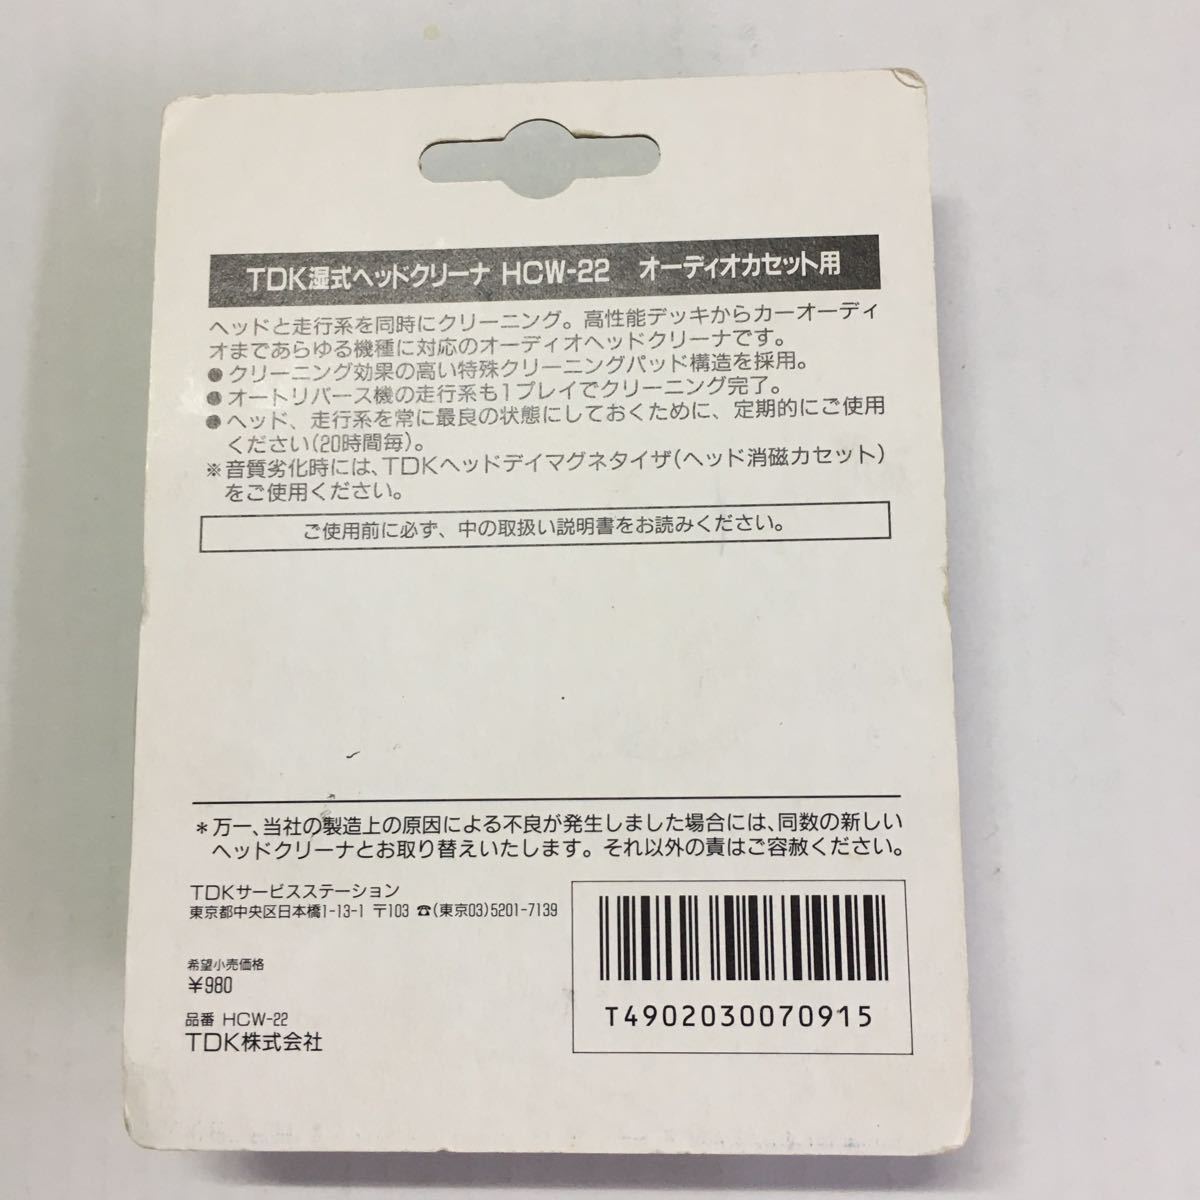 TDK湿式ヘッドクリーナ HCW-22 オーディオカセット用
ヘッドと走行系を同時にクリーニング。高性能デッキからカーオーディ
オまであらゆる機種に対応のオーディオヘッドクリーナです。
●クリーニング効果の高い特殊クリーニングパッド構造を採用。
●オートリバース機の走行系も1プレイでクリーニング完了。
●ヘッド、走行系を常に最良の状態にしておくために、定期的にご使用
ください(20時間毎)。
※音質劣化時には、TDKヘッドデイマグネタイザ(ヘッド消磁カセット)
をご使用ください。
ご使用前に必ず、中の取扱い説明書をお読みください。
*万一、当社の製造上の原因による不良が発生しました場合には、同数の新しい
ヘッドクリーナとお取り替えいたします。それ以外の責はご容赦ください。
TDKサービスステーション
東京都中央区日本橋1-13-1 〒103 ☎(東京03)5201-7139
希望小売価格
¥980
品番 HCW-22
TDK株式会社
T4902030070915